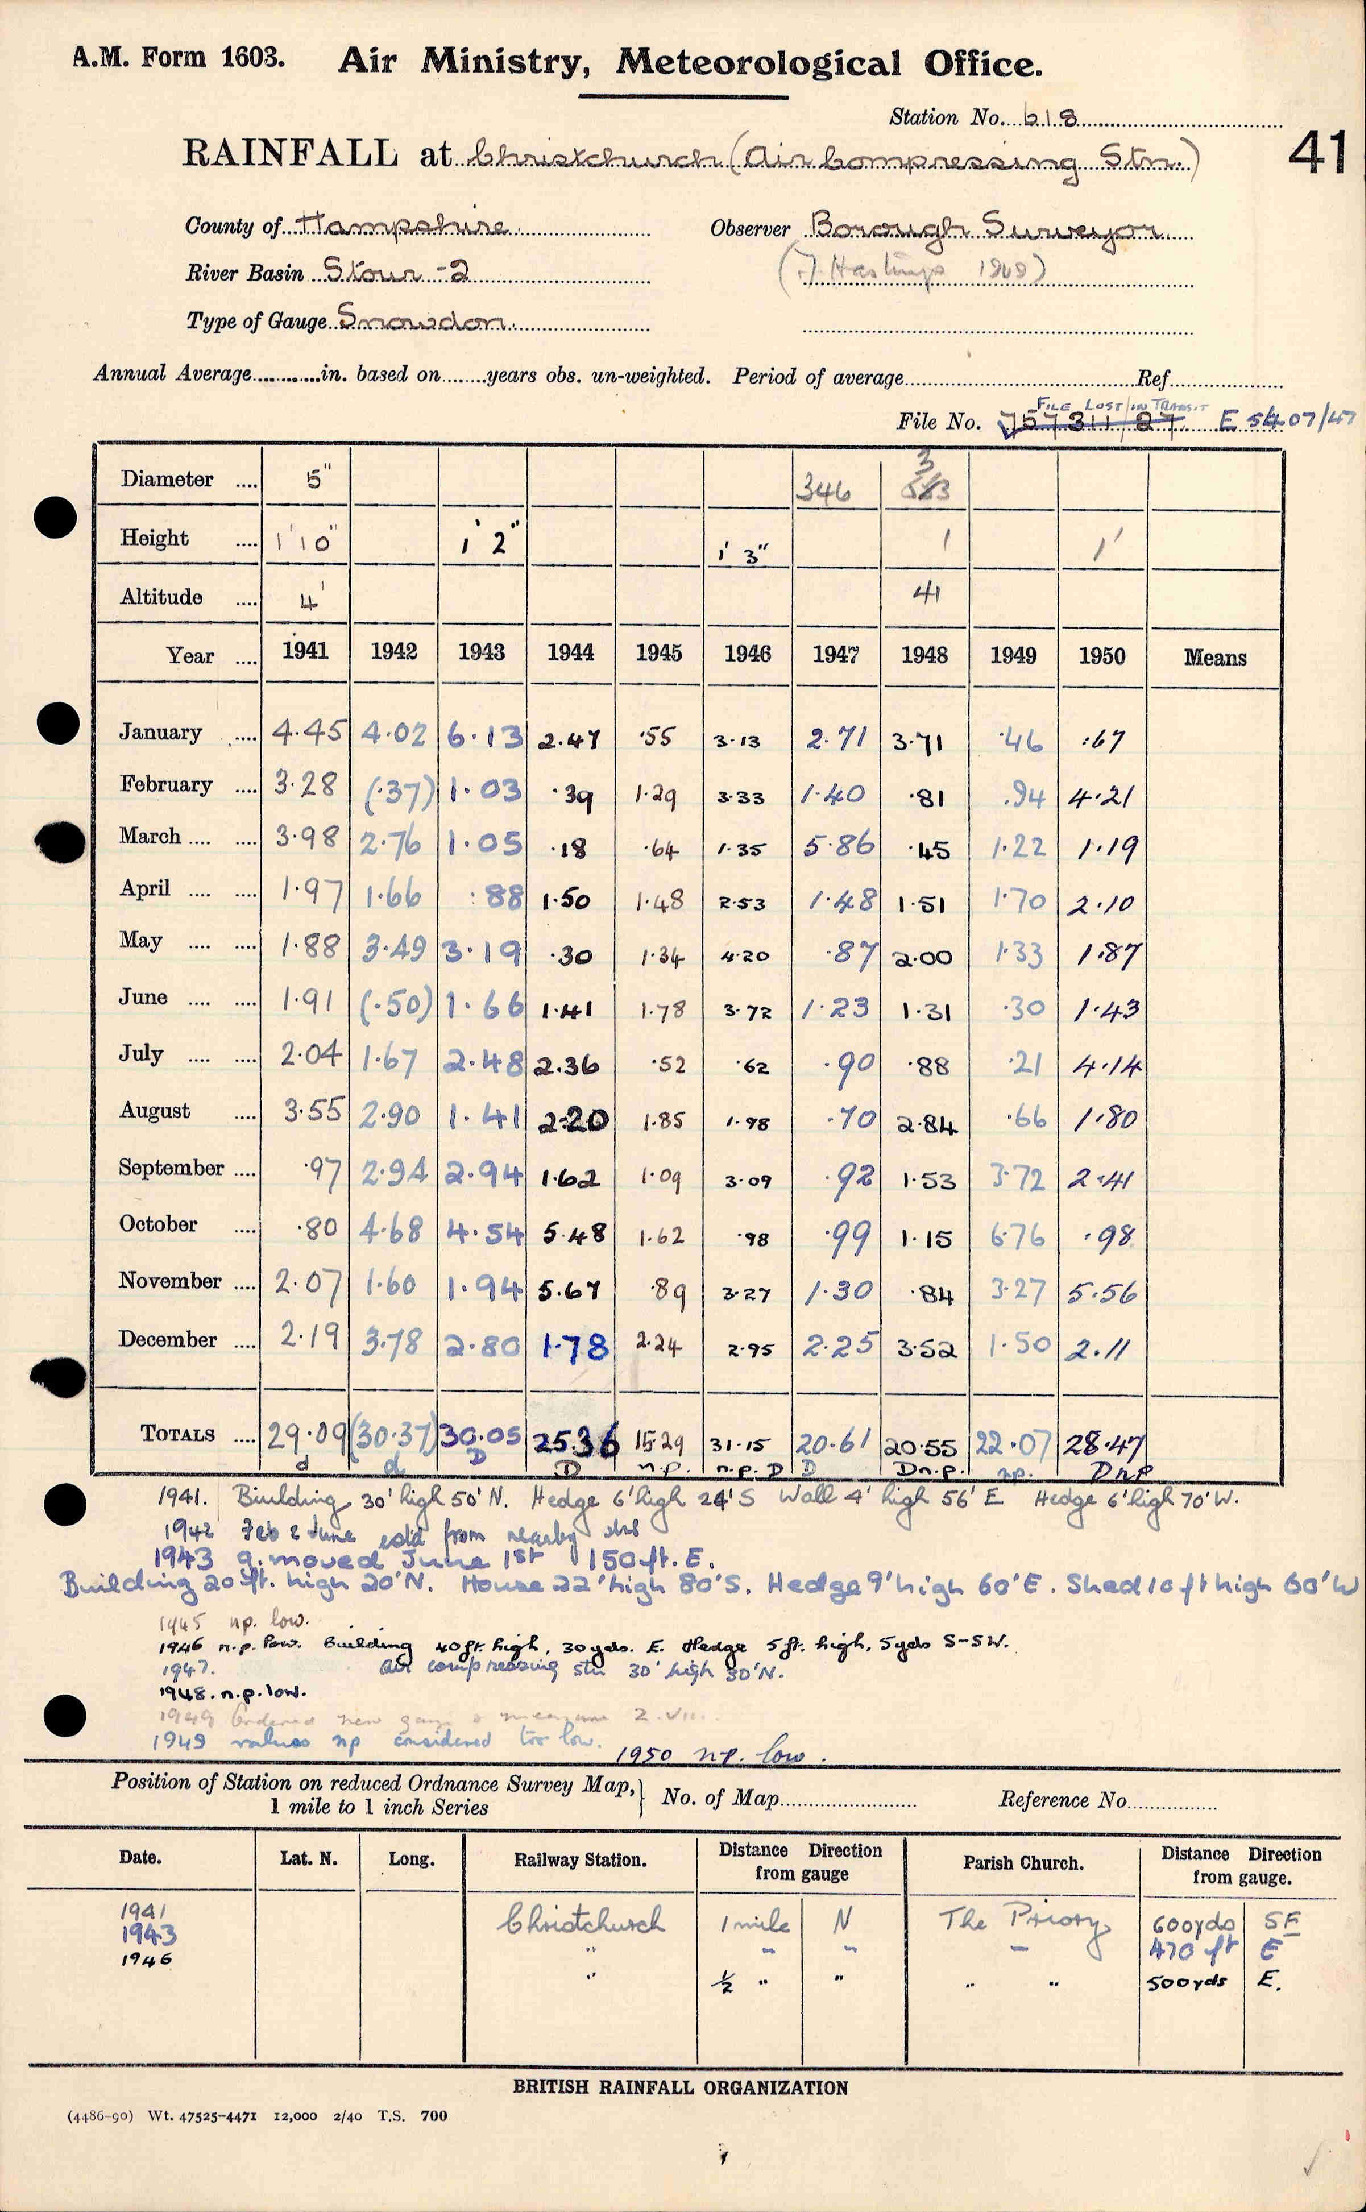 A.M. Form 1603. Air Ministry, Meteorological Office.
Station No. 618
41
RAINFALL at Christchurch (Air Compressing Stn.)
County of Hampshire Observer Borough Surveyor
River Basin Stour -2 Hastings
Type of Gauge Snowdon
Annual Average............in. based on........years obs. un-weighted. Period of average........ Ref........
FILE LOST IN TRANSIT
File No. 757311/27 E 5407/47
Diameter .... 5" 346 3
Height .... 1'10" 1' 2" 1' 3" 1 1'
Altitude .... 4' 41
Year .... 1941 1942 1943 1944 1945 1946 1947 1948 1949 1950 Means
January .... 4.45 4.02 6.13 2.47 .55 3.13 2.71 3.71 .46 .67
February .... 3.28 (.37) 1.03 .39 1.29 3.33 1.40 .81 .94 4.21
March .... .... 3.98 2.76 1.05 .18 .64 1.35 5.86 .45 1.22 1.19
April .... .... 1.97 1.66 .88 1.50 1.48 2.53 1.48 1.51 1.70 2.10
May .... .... 1.88 3.49 3.19 .30 1.34 4.20 .87 2.00 1.33 1.87
June .... .... 1.91 (.50) 1.66 1.41 1.78 3.72 1.23 1.31 .30 1.43
July .... .... 2.04 1.67 2.48 2.36 .52 .62 .90 .88 .21 4.14
August .... 3.55 2.90 1.41 2.20 1.85 1.98 .70 2.84 .66 1.80
September .... .97 2.94 2.94 1.62 1.09 3.09 .92 1.53 3.72 2.41
October .... .80 4.68 4.54 5.48 1.62 .98 .99 1.15 6.76 .98
November .... 2.07 1.60 1.94 5.67 .89 3.27 1.30 .84 3.27 5.56
December .... 2.19 3.78 2.80 1.78 2.24 2.95 2.25 3.52 1.50 2.11
TOTALS .... 29.09 (30.37) 30.05 25.36 15.29 31.15 20.61 20.55 22.07 28.47
d d D D n.p. n.p. D D D n.p. np. D np
1941. Building 30' high 50' N. Hedge 6' high 24' S Wall 4' high 56' E Hedge 6' high 70' W.
1942 Feb & June estd from nearby stns
1943 g. moved June 1st 150 ft. E.
Building 20 ft. high 20' N. House 22' high 80' S. Hedge 9' high 60' E. Shed 10 ft high 60' W
1945 np. low.
1946 n.p. low. Building 40 ft. high, 30 yds. E. Hedge 5 ft. high, 5 yds S-SW.
1947. Air compressing stn 30' high 30' N.
1948. n.p. low.
1949 Ordered new gauge & measure 2.VII.
1949 values np considered too low. 1950 np. low.
Position of Station on reduced Ordnance Survey Map, 1 mile to 1 inch Series } No. of Map........ Reference No........
Date. Lat. N. Long. Railway Station. Distance Direction from gauge Parish Church. Distance Direction from gauge.
1941 Christchurch 1 mile N The Priory 600 yds SE
1943 " " " " 470 ft E
1946 " ½ " " " " 500 yds E.
BRITISH RAINFALL ORGANIZATION
(4486-90) Wt. 47525-4471 12,000 2/40 T.S. 700